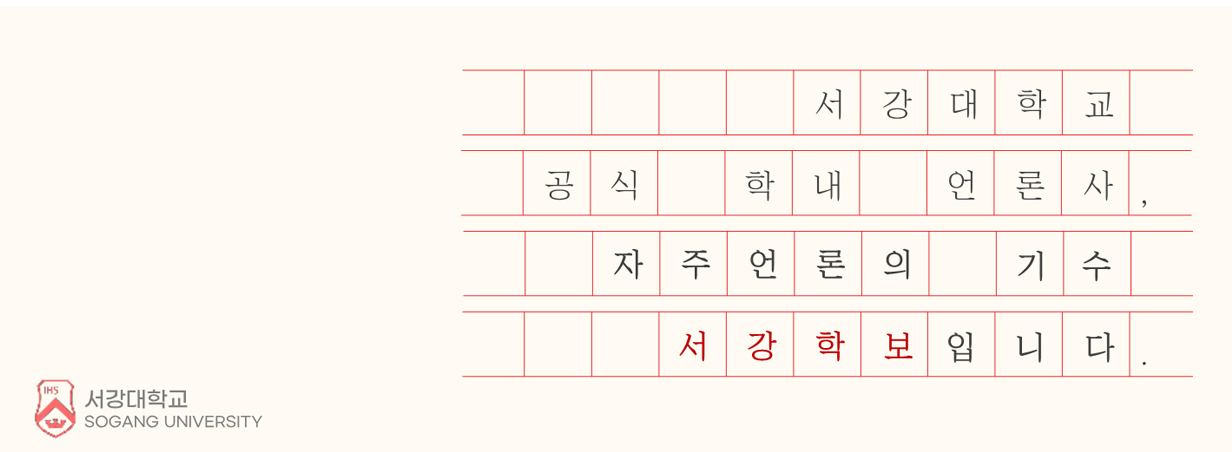 서강대학교
공식 학내 언론사,
자주언론의 기수
서강학보입니다.
IHS
서강대학교
SOGANG UNIVERSITY